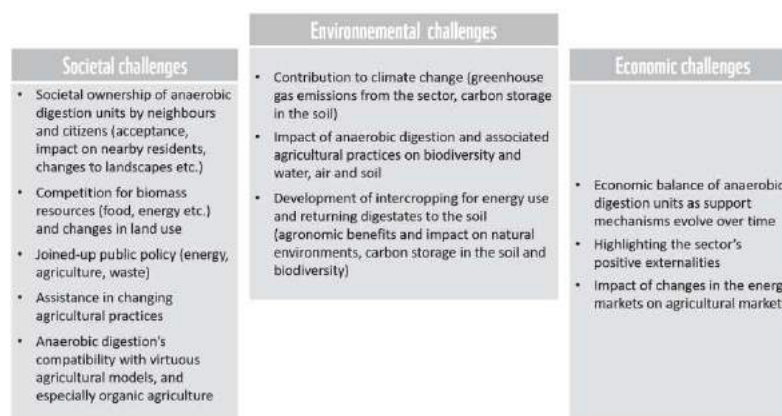 Environnemental challenges
Societal challenges
Economic challenges
• Societal ownership of anaerobic
digestion units by neighbours
and citizens (acceptance,
impact on nearby residents,
changes to landscapes etc.)
• Competition for biomass
resources (food, energy etc.)
and changes in land use
• Joined-up public policy (energy,
agriculture, waste)
• Assistance in changing
agricultural practices
• Anaerobic digestion's
compatibility with virtuous
agricultural models, and
especially organic agriculture
• Contribution to climate change (greenhouse
gas emissions from the sector, carbon storage
in the soil)
• Impact of anaerobic digestion and associated
agricultural practices on biodiversity and
water, air and soil
• Development of intercropping for energy use
and returning digestates to the soil
(agronomic benefits and impact on natural
environments, carbon storage in the soil and
biodiversity)
• Economic balance of anaerobic
digestion units as support
mechanisms evolve over time
• Highlighting the sector's
positive externalities
• Impact of changes in the energ
markets on agricultural market